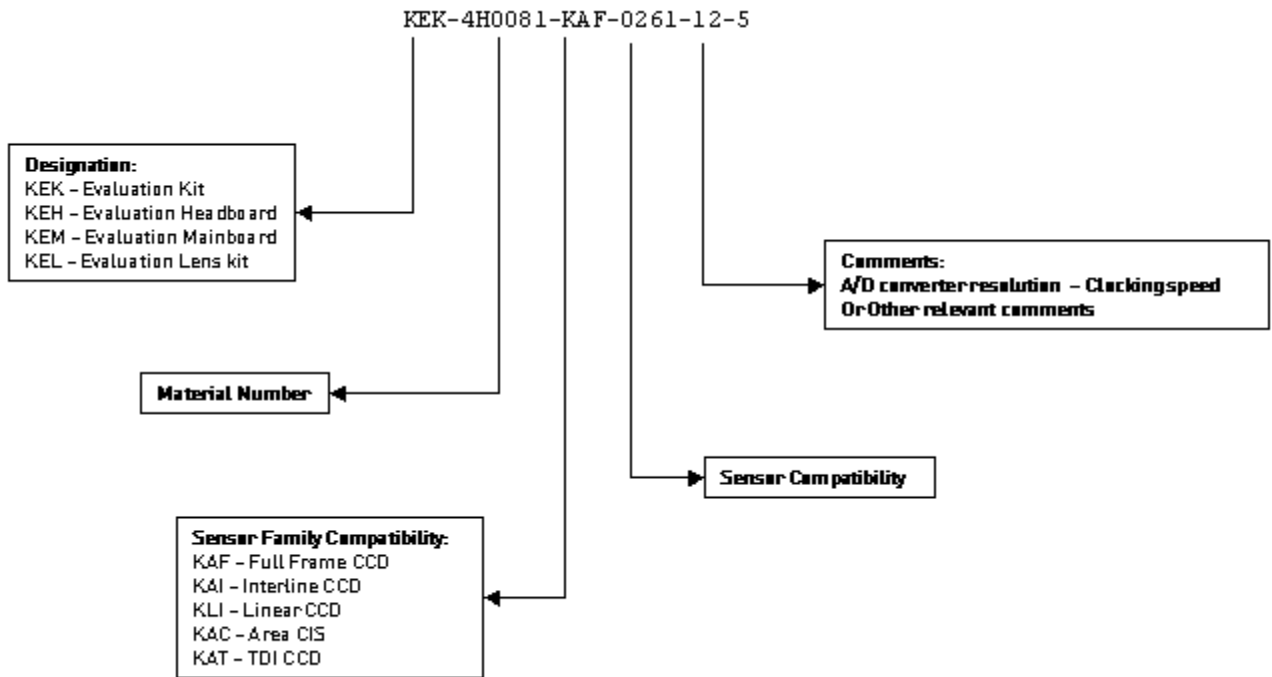 KEK-4H0081-KAF-0261-12-5
Designation:
KEK – Evaluation Kit
KEH – Evaluation Headboard
KEM – Evaluation Mainboard
KEL – Evaluation Lens kit
Comments:
A/D converter resolution – Clocking speed
Or Other relevant comments
Material Number
Sensor Compatibility
Sensor Family Compatibility:
KAF – Full Frame CCD
KAI – Interline CCD
KLI – Linear CCD
KAC – Area CIS
KAT – TDI CCD